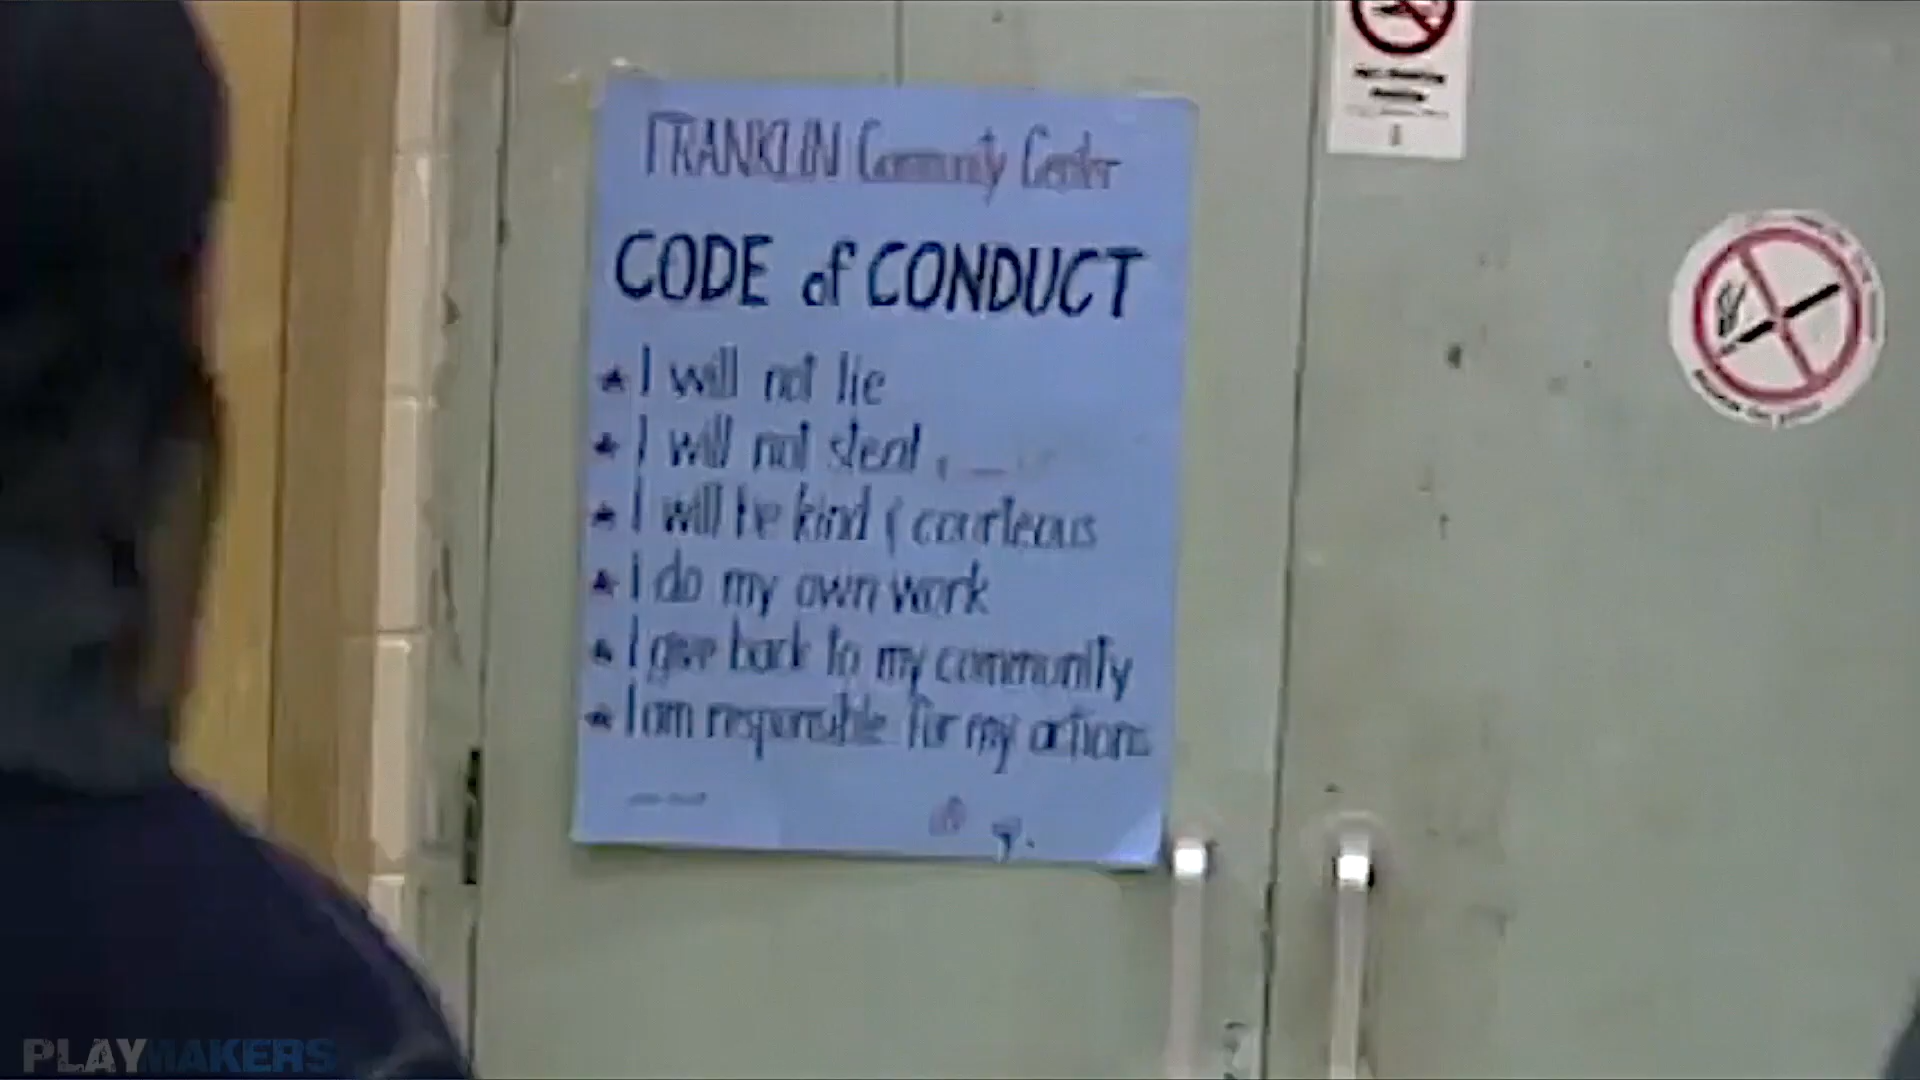 FRANKLIN Community Center
CODE of CONDUCT
★ I will not lie
★ I will not steal
★ I will be kind & courteous
★ I do my own work
★ I give back to my community
★ I am responsible for my actions
PLAYMAKERS